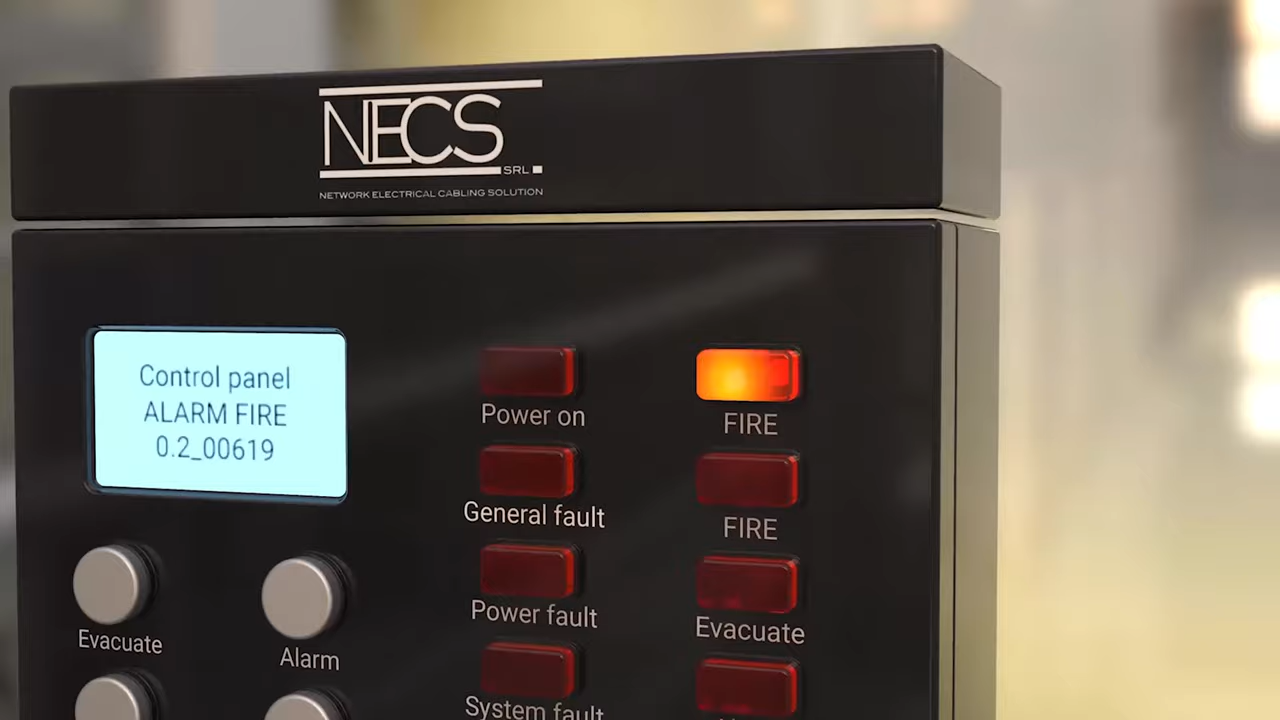 NECS
SRL
NETWORK ELECTRICAL CABLING SOLUTION
Control panel
ALARM FIRE
0.2_00619
Power on
FIRE
General fault
FIRE
Power fault
Evacuate
Evacuate
Alarm
System fault